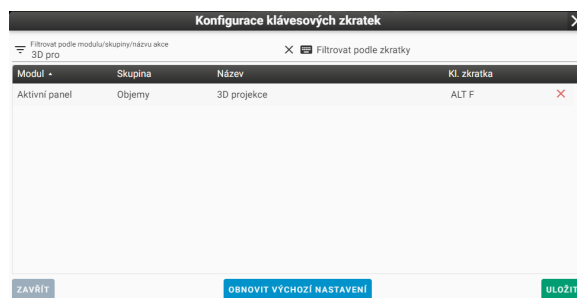 Konfigurace klávesových zkratek
Filtrovat podle modulu/skupiny/názvu akce
3D pro
Filtrovat podle zkratky
Modul Skupina Název Kl. zkratka
Aktivní panel Objemy 3D projekce ALT F
ZAVŘÍT OBNOVIT VÝCHOZÍ NASTAVENÍ ULOŽIT